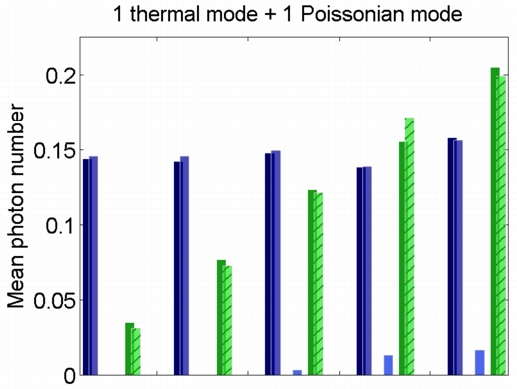 1 thermal mode + 1 Poissonian mode
Mean photon number
0.2
0.15
0.1
0.05
0